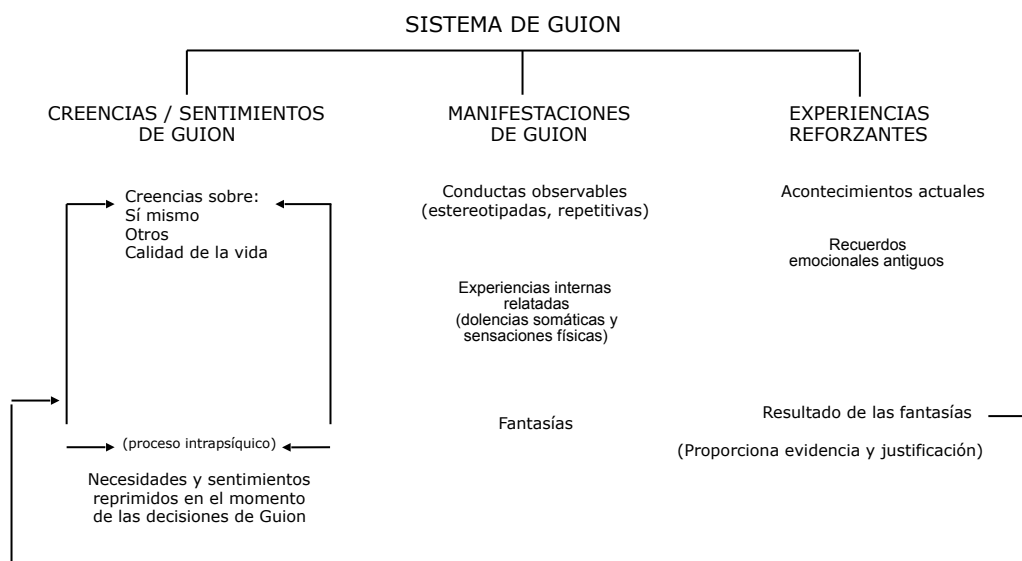 SISTEMA DE GUION
CREENCIAS / SENTIMIENTOS
DE GUION
Creencias sobre:
Sí mismo
Otros
Calidad de la vida
(proceso intrapsíquico)
Necesidades y sentimientos
reprimidos en el momento
de las decisiones de Guion
MANIFESTACIONES
DE GUION
Conductas observables
(estereotipadas, repetitivas)
Experiencias internas
relatadas
(dolencias somáticas y
sensaciones físicas)
Fantasías
EXPERIENCIAS
REFORZANTES
Acontecimientos actuales
Recuerdos
emocionales antiguos
Resultado de las fantasías
(Proporciona evidencia y justificación)